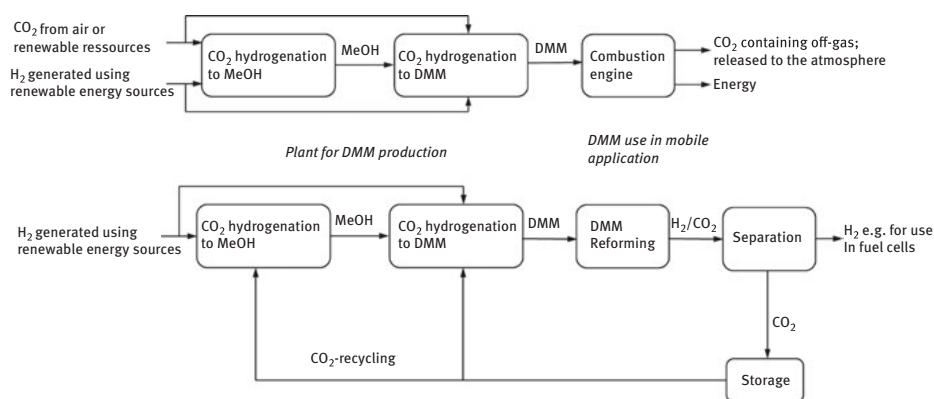 CO₂ from air or
renewable ressources
H₂ generated using
renewable energy sources
CO₂ hydrogenation
to MeOH
MeOH
CO₂ hydrogenation
to DMM
DMM
Combustion
engine
CO₂ containing off-gas;
released to the atmosphere
Energy
Plant for DMM production
DMM use in mobile
application
H₂ generated using
renewable energy sources
CO₂ hydrogenation
to MeOH
MeOH
CO₂ hydrogenation
to DMM
DMM
DMM
Reforming
H₂/CO₂
Separation
H₂ e.g. for use
In fuel cells
CO₂
CO₂-recycling
Storage